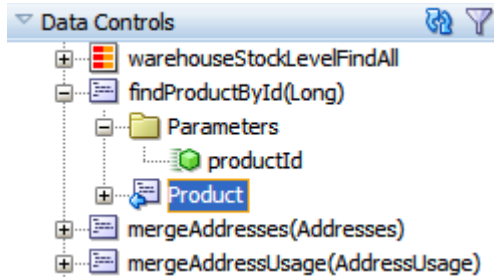 Data Controls
warehouseStockLevelFindAll
findProductById(Long)
Parameters
productId
Product
mergeAddresses(Addresses)
mergeAddressUsage(AddressUsage)